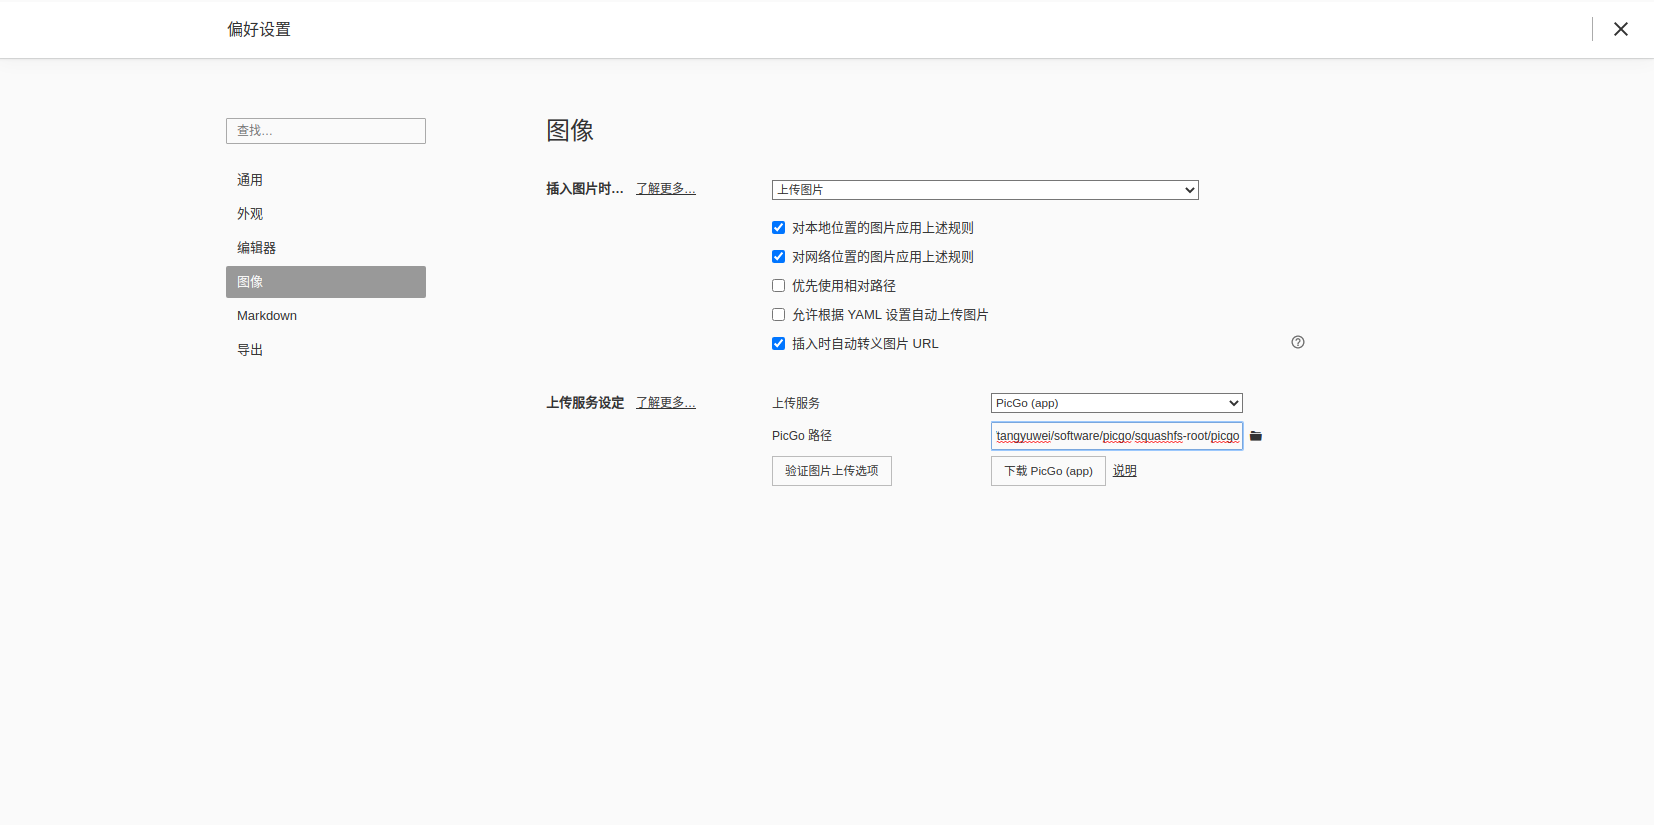 偏好设置
查找…
通用
外观
编辑器
图像
Markdown
导出
图像
插入图片时… 了解更多…
上传图片
对本地位置的图片应用上述规则
对网络位置的图片应用上述规则
优先使用相对路径
允许根据 YAML 设置自动上传图片
插入时自动转义图片 URL
上传服务设定 了解更多…
上传服务 PicGo (app)
PicGo 路径 tangyuwei/software/picgo/squashfs-root/picgo
验证图片上传选项 下载 PicGo (app) 说明